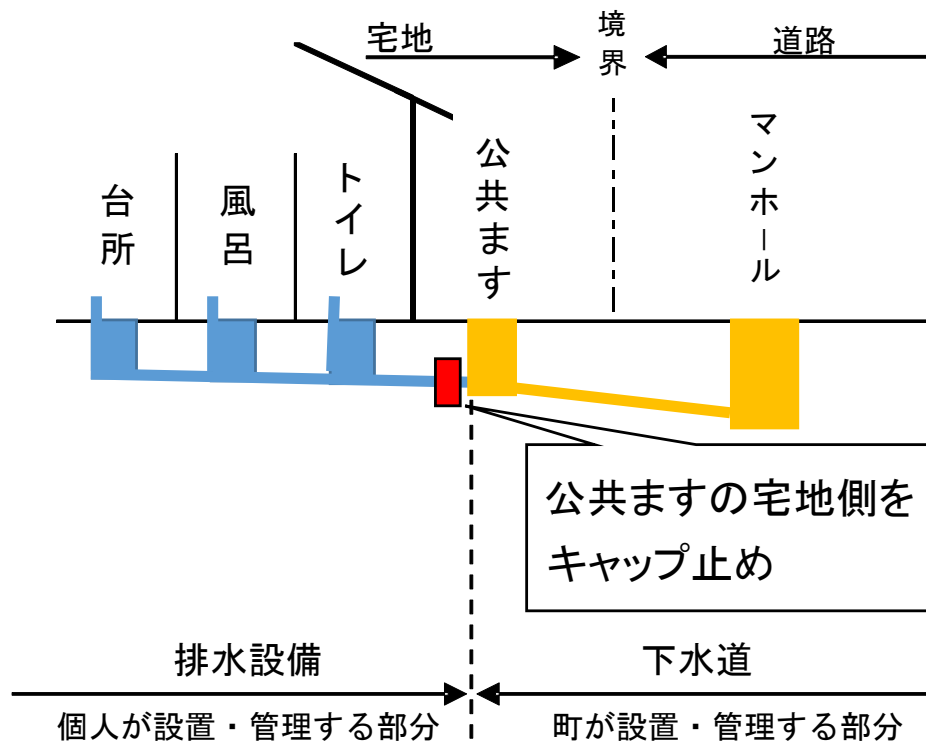 宅地
境界
道路
台所
風呂
トイレ
公共ます
マンホール
公共ますの宅地側を
キャップ止め
排水設備
下水道
個人が設置・管理する部分
町が設置・管理する部分